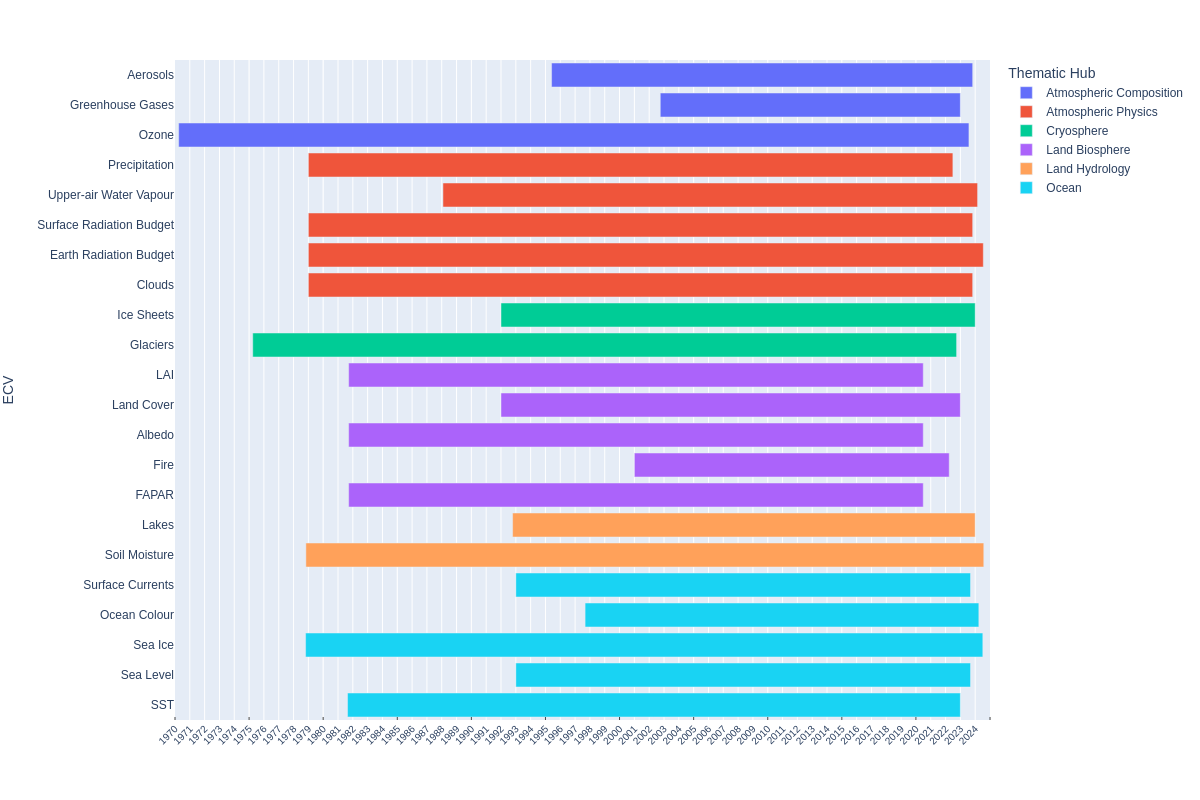 Thematic Hub
Atmospheric Composition
Atmospheric Physics
Cryosphere
Land Biosphere
Land Hydrology
Ocean
ECV
Aerosols
Greenhouse Gases
Ozone
Precipitation
Upper-air Water Vapour
Surface Radiation Budget
Earth Radiation Budget
Clouds
Ice Sheets
Glaciers
LAI
Land Cover
Albedo
Fire
FAPAR
Lakes
Soil Moisture
Surface Currents
Ocean Colour
Sea Ice
Sea Level
SST
1970 1971 1972 1973 1974 1975 1976 1977 1978 1979 1980 1981 1982 1983 1984 1985 1986 1987 1988 1989 1990 1991 1992 1993 1994 1995 1996 1997 1998 1999 2000 2001 2002 2003 2004 2005 2006 2007 2008 2009 2010 2011 2012 2013 2014 2015 2016 2017 2018 2019 2020 2021 2022 2023 2024